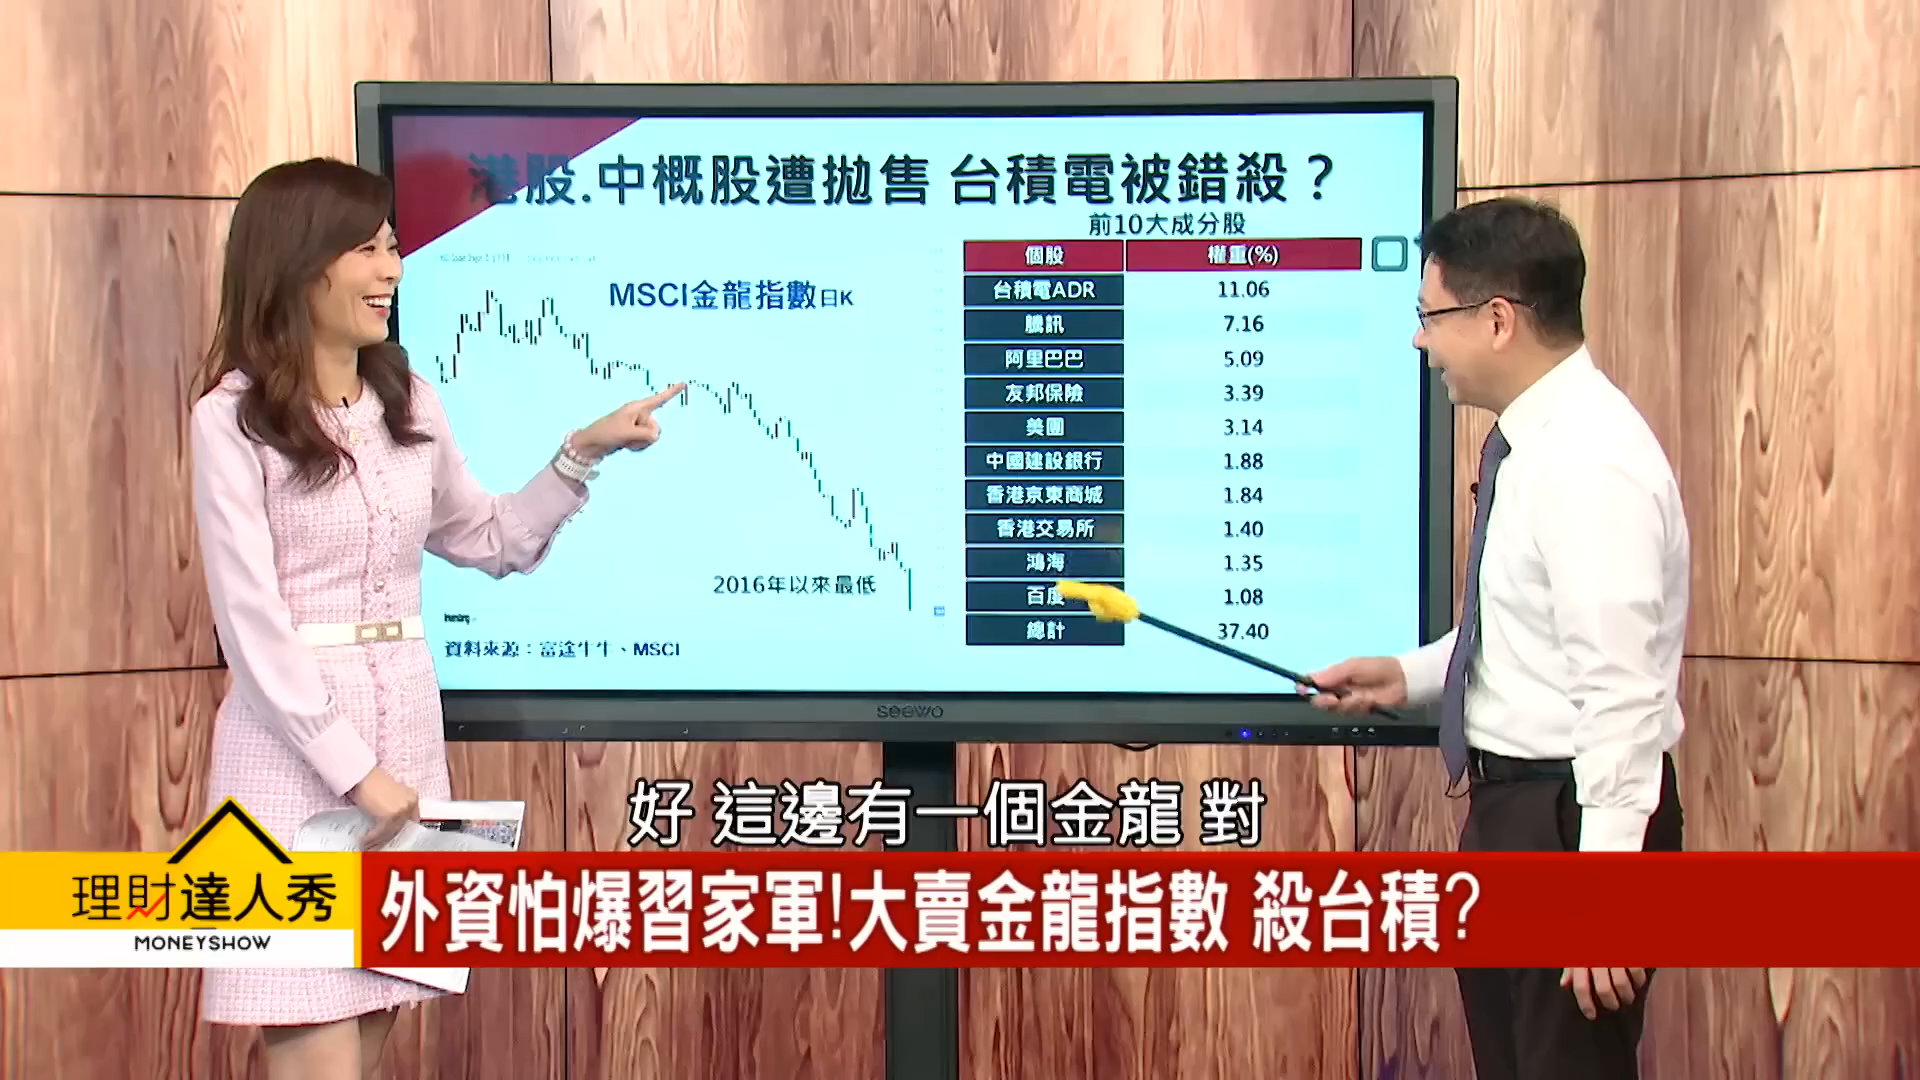 港股.中概股遭拋售 台積電被錯殺？
前10大成分股
MSCI金龍指數日K
個股 權重(%)
台積電ADR 11.06
騰訊 7.16
阿里巴巴 5.09
友邦保險 3.39
美團 3.14
中國建設銀行 1.88
香港京東商城 1.84
香港交易所 1.40
鴻海 1.35
百度 1.08
總計 37.40
2016年以來最低
Investing
資料來源：富途牛牛、MSCI
seewo
好 這邊有一個金龍 對
理財達人秀
MONEYSHOW
外資怕爆習家軍!大賣金龍指數 殺台積?